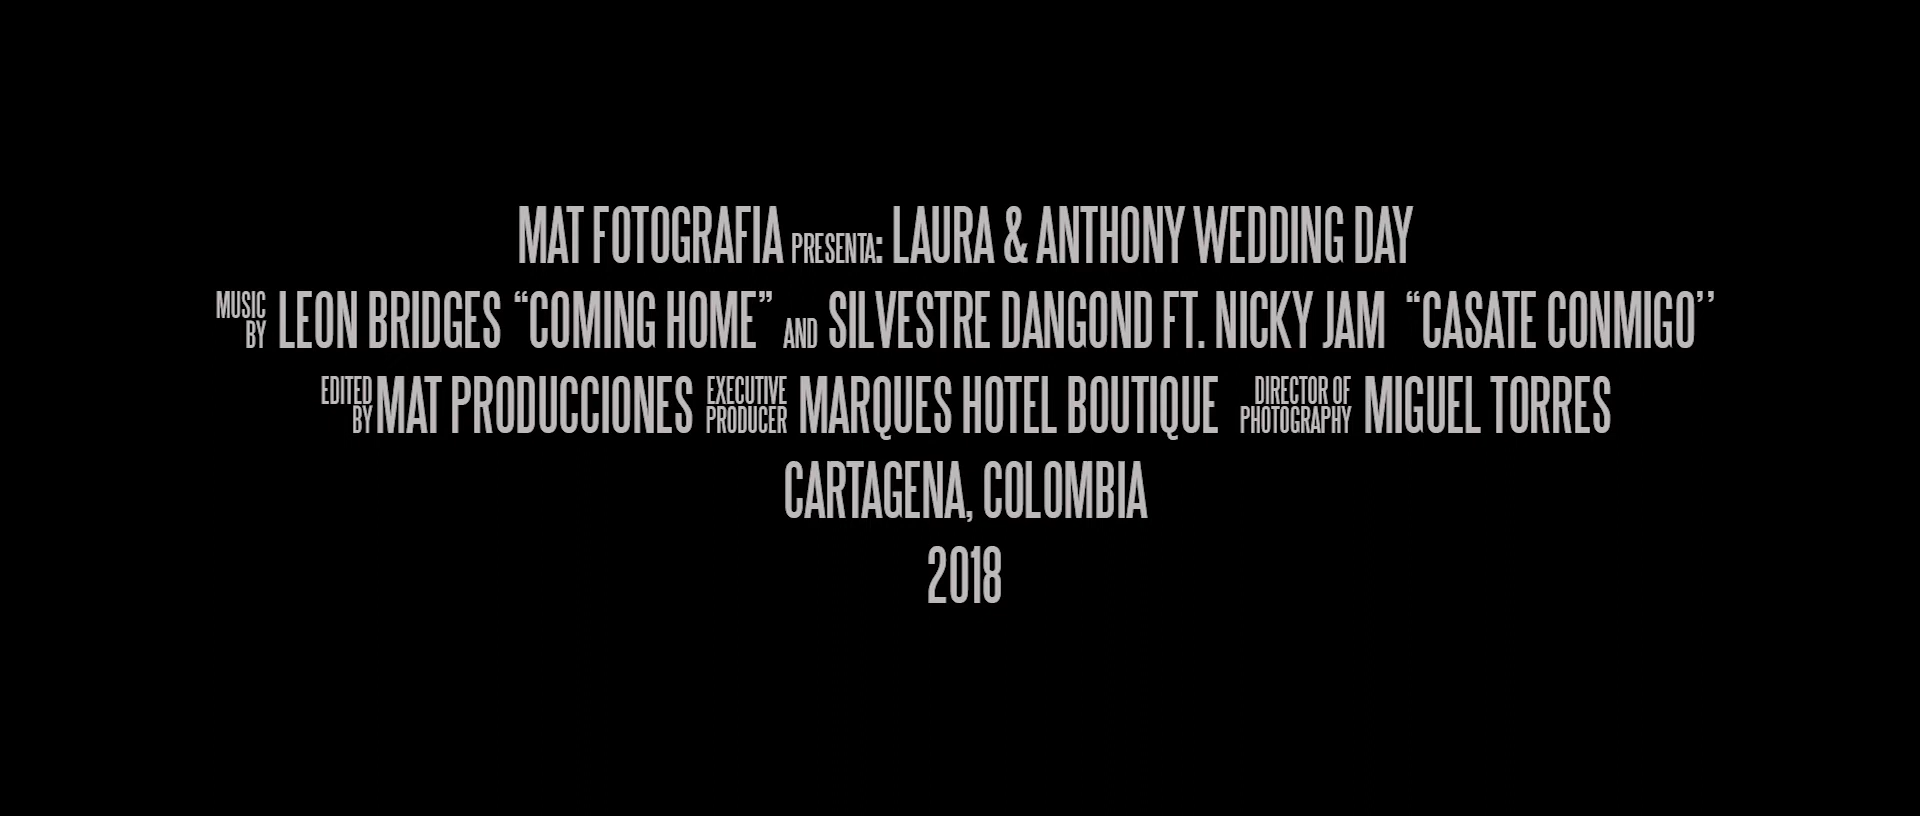 MAT FOTOGRAFIA PRESENTA: LAURA & ANTHONY WEDDING DAY
MUSIC BY LEON BRIDGES “COMING HOME” AND SILVESTRE DANGOND FT. NICKY JAM “CASATE CONMIGO’’
EDITED BY MAT PRODUCCIONES EXECUTIVE PRODUCER MARQUES HOTEL BOUTIQUE DIRECTOR OF PHOTOGRAPHY MIGUEL TORRES
CARTAGENA, COLOMBIA
2018